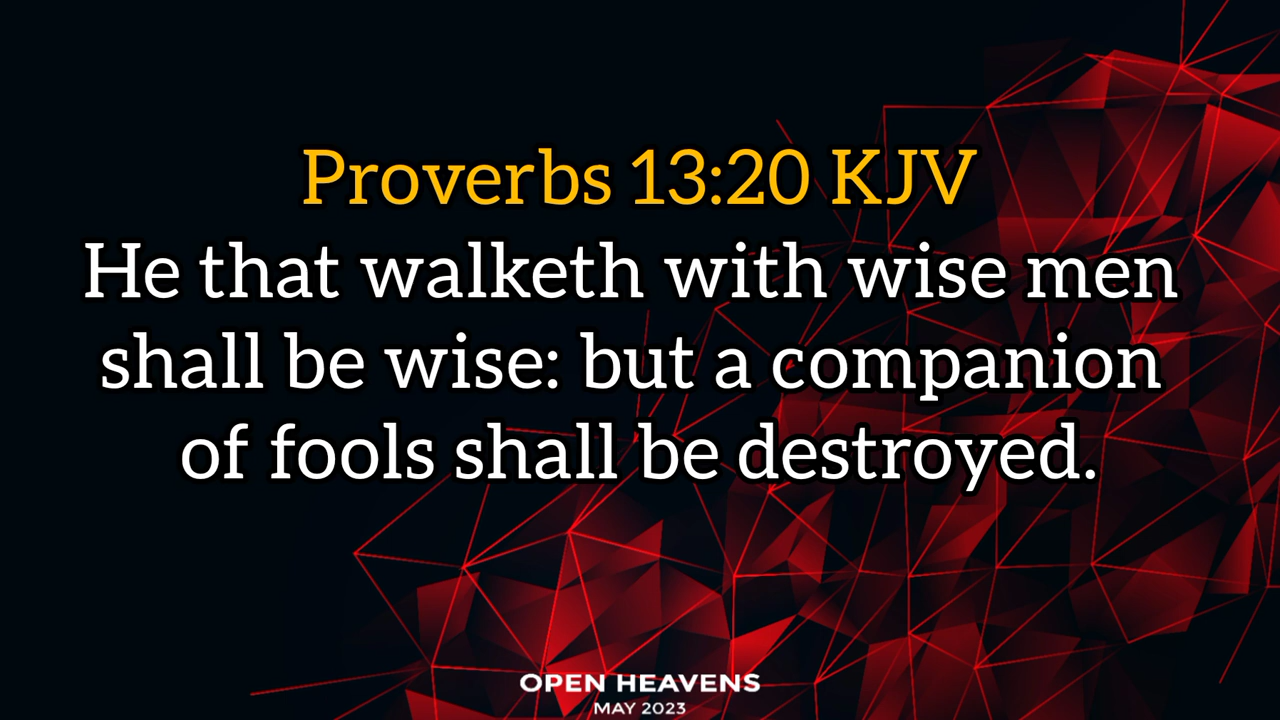 Proverbs 13:20 KJV
He that walketh with wise men
shall be wise: but a companion
of fools shall be destroyed.
OPEN HEAVENS
MAY 2023